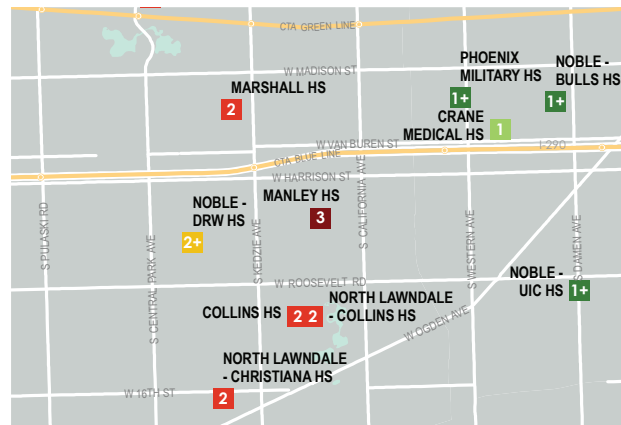 CTA GREEN LINE
W MADISON ST
MARSHALL HS
2
PHOENIX
MILITARY HS
1+
NOBLE -
BULLS HS
1+
CRANE
MEDICAL HS
1
W VAN BUREN ST
I-290
CTA BLUE LINE
W HARRISON ST
S PULASKI RD
S CENTRAL PARK AVE
NOBLE -
DRW HS
2+
S KEDZIE AVE
MANLEY HS
3
S CALIFORNIA AVE
S WESTERN AVE
S DAMEN AVE
W ROOSEVELT RD
NOBLE -
UIC HS
1+
COLLINS HS
2 2
NORTH LAWNDALE
- COLLINS HS
W OGDEN AVE
NORTH LAWNDALE
- CHRISTIANA HS
2
W 16TH ST